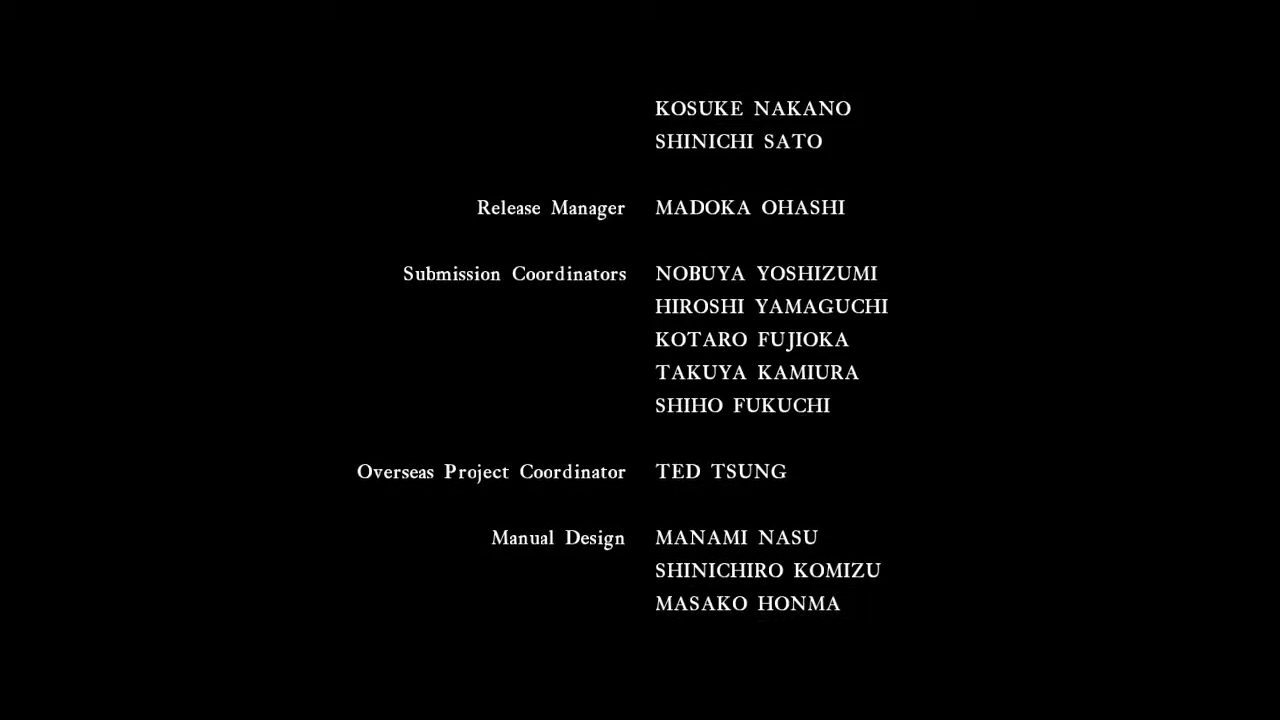 KOSUKE NAKANO
SHINICHI SATO
Release Manager MADOKA OHASHI
Submission Coordinators NOBUYA YOSHIZUMI
HIROSHI YAMAGUCHI
KOTARO FUJIOKA
TAKUYA KAMIURA
SHIHO FUKUCHI
Overseas Project Coordinator TED TSUNG
Manual Design MANAMI NASU
SHINICHIRO KOMIZU
MASAKO HONMA